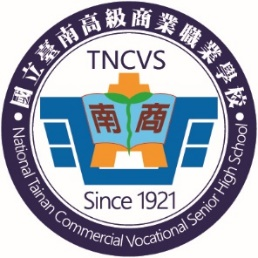 •國立臺南高級商業職業學校•
TNCVS
南商
Since 1921
National Tainan Commercial Vocational Senior High School